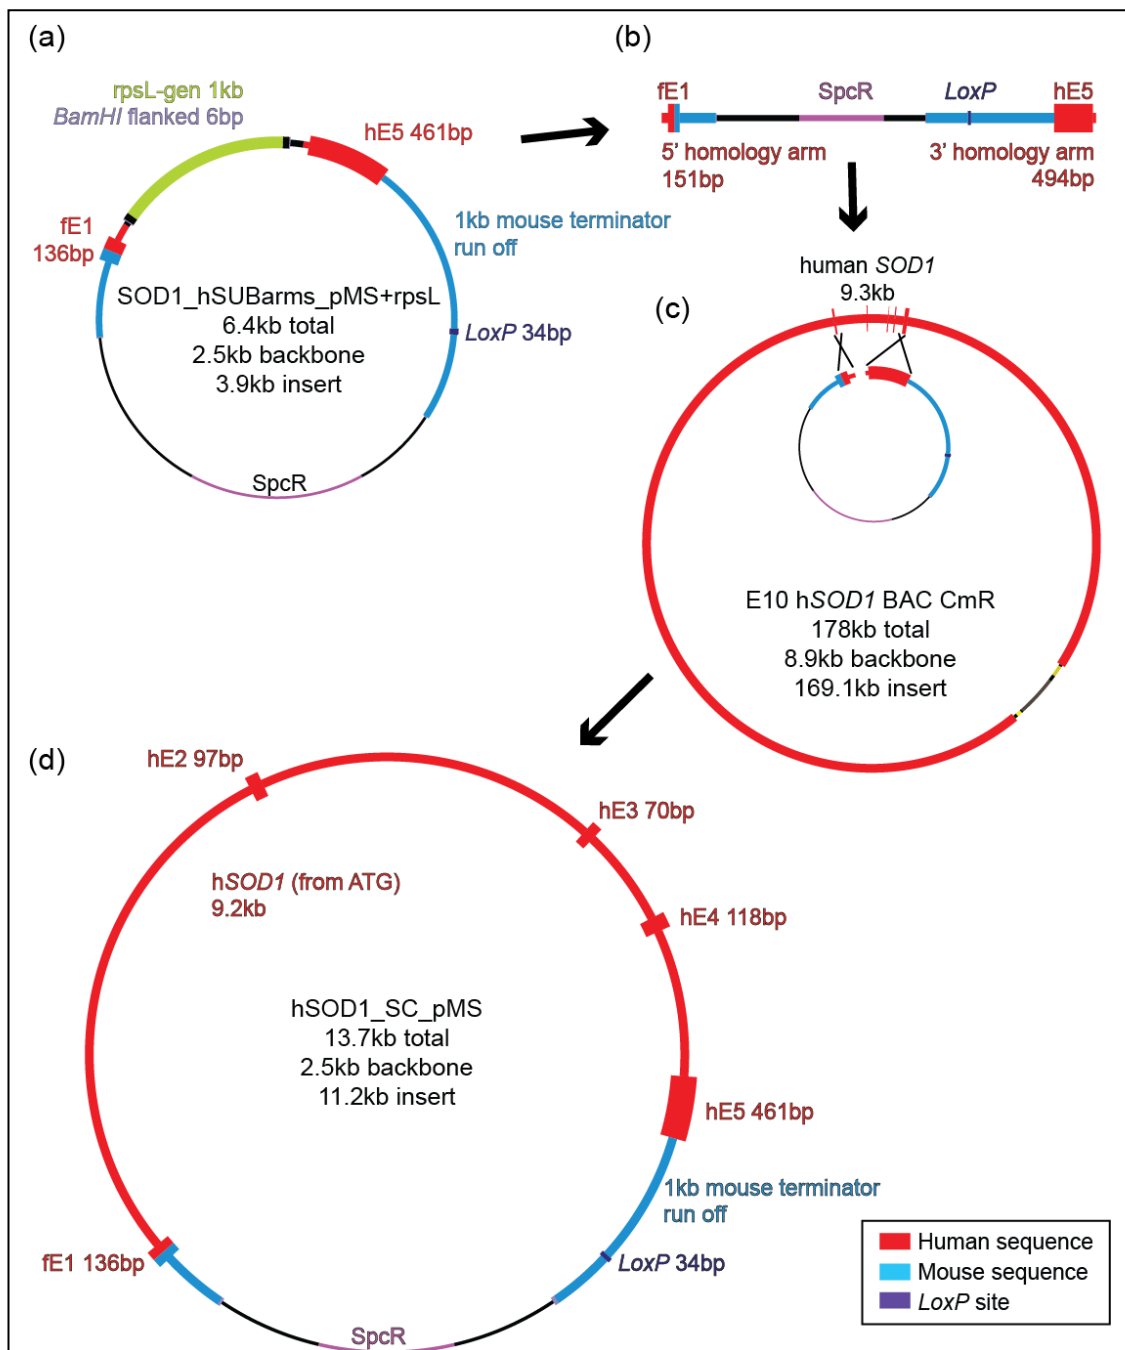 (a)
rpsL-gen 1kb
BamHI flanked 6bp
hE5 461bp
fE1
136bp
1kb mouse terminator
run off
SOD1_hSUBarms_pMS+rpsL
6.4kb total
2.5kb backbone
3.9kb insert
LoxP 34bp
SpcR
(b)
fE1
SpcR
LoxP
hE5
5' homology arm
151bp
3' homology arm
494bp
human SOD1
9.3kb
(c)
E10 hSOD1 BAC CmR
178kb total
8.9kb backbone
169.1kb insert
(d)
hE2 97bp
hE3 70bp
hSOD1 (from ATG)
9.2kb
hE4 118bp
hSOD1_SC_pMS
13.7kb total
2.5kb backbone
11.2kb insert
hE5 461bp
1kb mouse terminator
run off
fE1 136bp
LoxP 34bp
SpcR
Human sequence
Mouse sequence
LoxP site